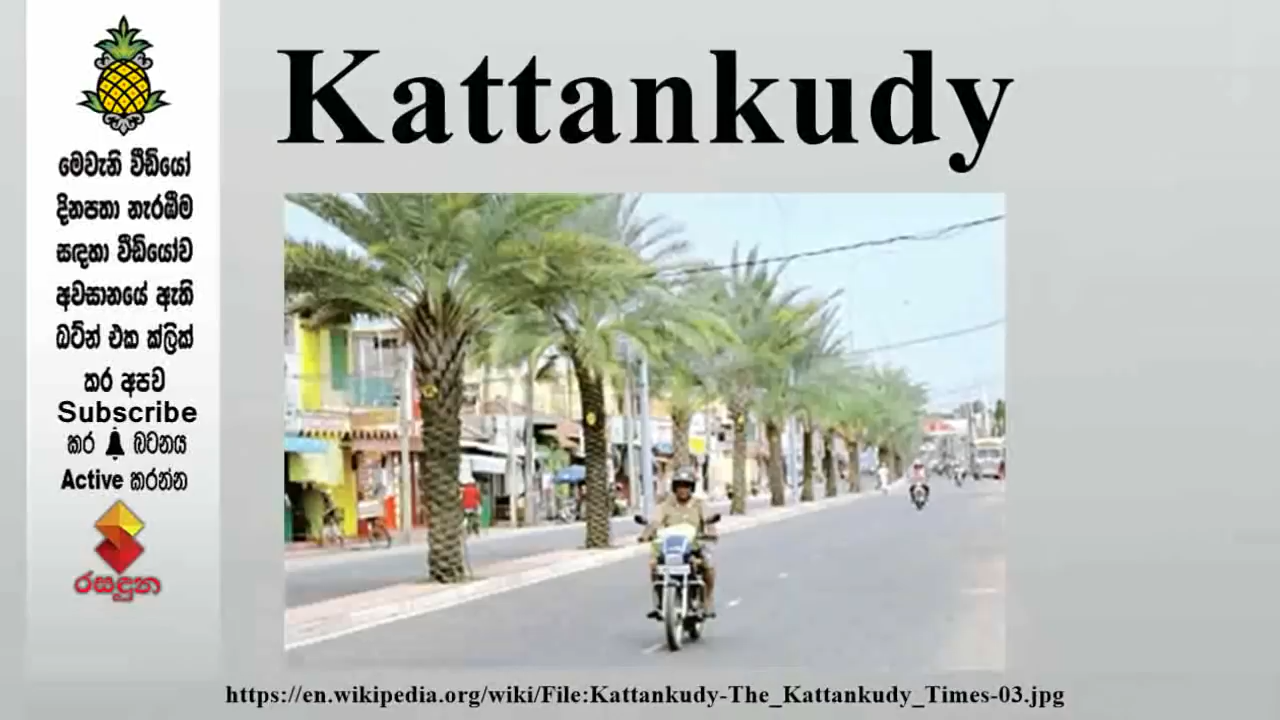 Kattankudy
මෙවැනි වීඩියෝ
දිනපතා නැරඹීම
සඳහා වීඩියෝව
අවසානයේ ඇති
බටන් එක ක්ලික්
කර අපව
Subscribe
කර බටනය
Active කරන්න
රසඳුන
https://en.wikipedia.org/wiki/File:Kattankudy-The_Kattankudy_Times-03.jpg